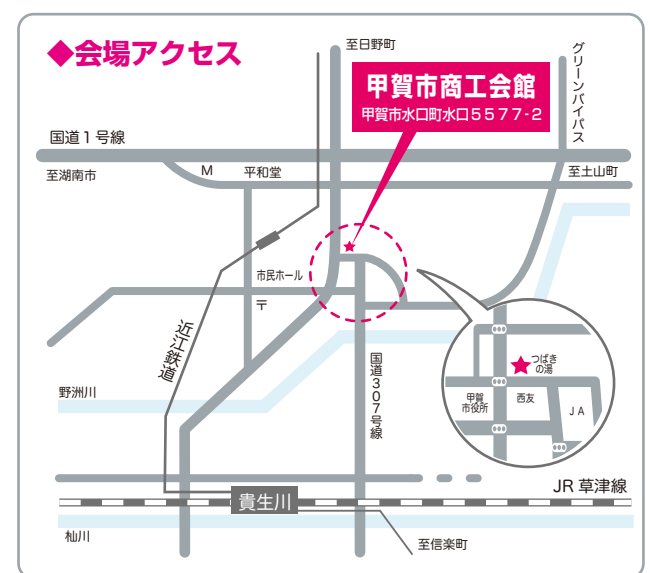 ◆会場アクセス
至日野町
グリーンバイパス
甲賀市商工会館
甲賀市水口町水口5577-2
国道1号線
至湖南市
M
平和堂
至土山町
市民ホール
〒
近江鉄道
国道307号線
つばき
の湯
野洲川
甲賀
市役所
西友
JA
JR 草津線
貴生川
杣川
至信楽町